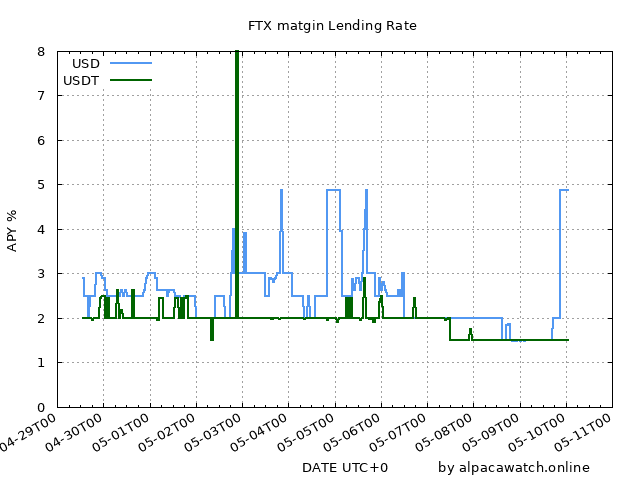 FTX matgin Lending Rate
USD
USDT
APY %
8
7
6
5
4
3
2
1
0
04-29T00
04-30T00
05-01T00
05-02T00
05-03T00
05-04T00
05-05T00
05-06T00
05-07T00
05-08T00
05-09T00
05-10T00
05-11T00
DATE UTC+0
by alpacawatch.online